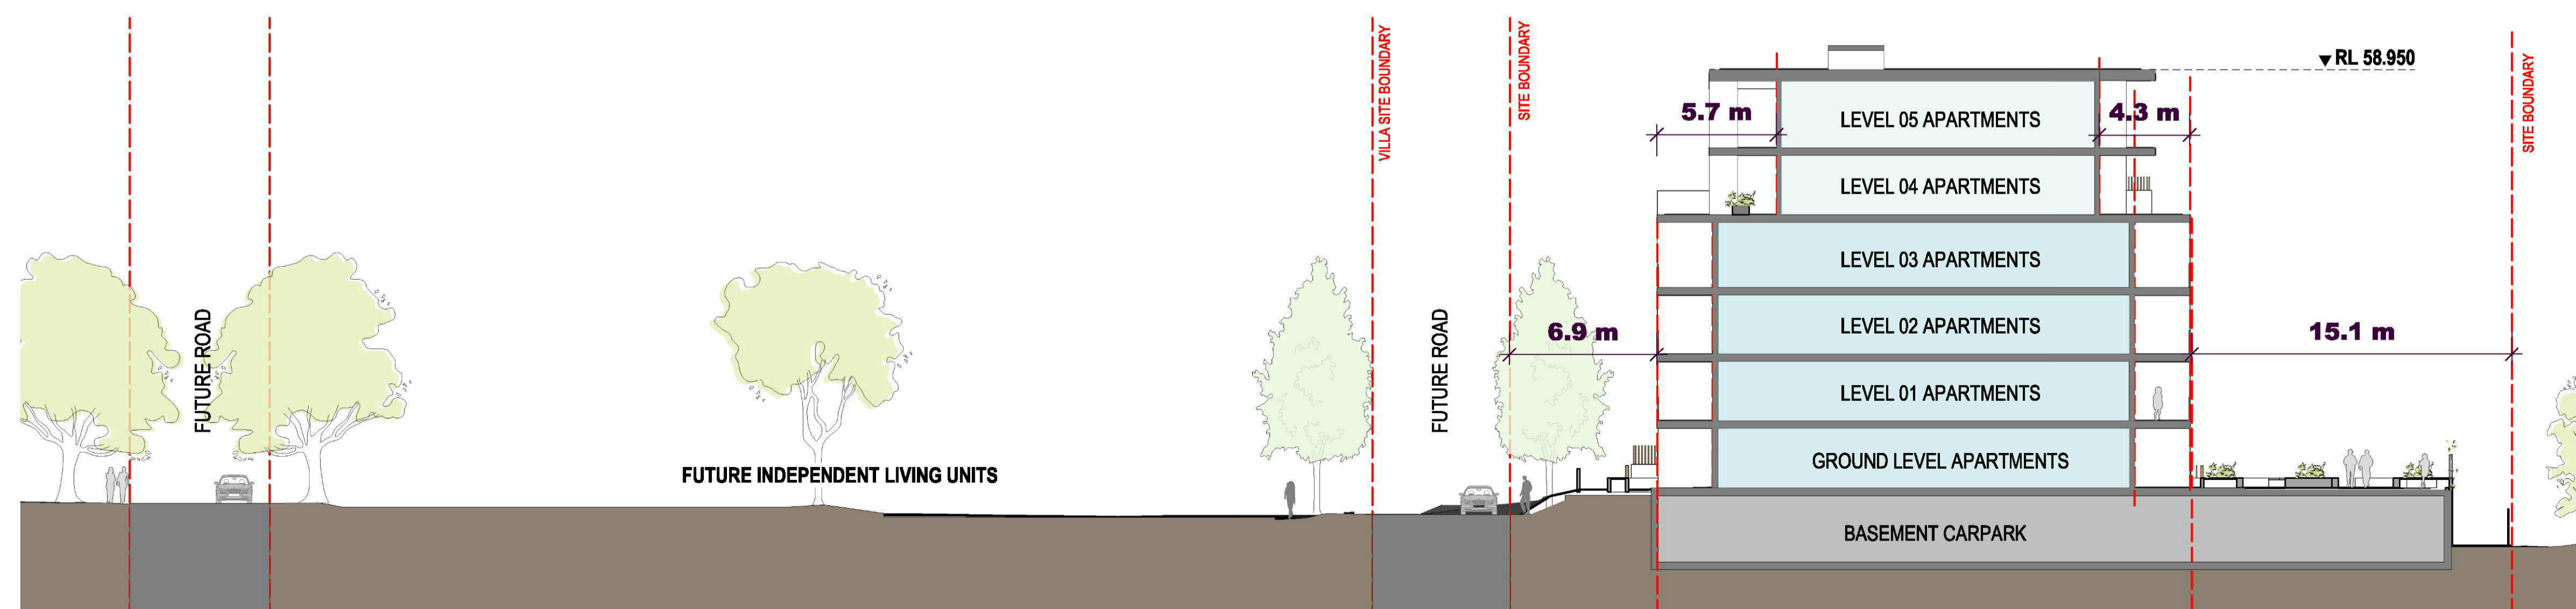 VILLA SITE BOUNDARY
SITE BOUNDARY
RL 58.950
SITE BOUNDARY
5.7 m
LEVEL 05 APARTMENTS
4.3 m
LEVEL 04 APARTMENTS
LEVEL 03 APARTMENTS
FUTURE ROAD
FUTURE ROAD
6.9 m
LEVEL 02 APARTMENTS
15.1 m
LEVEL 01 APARTMENTS
FUTURE INDEPENDENT LIVING UNITS
GROUND LEVEL APARTMENTS
BASEMENT CARPARK